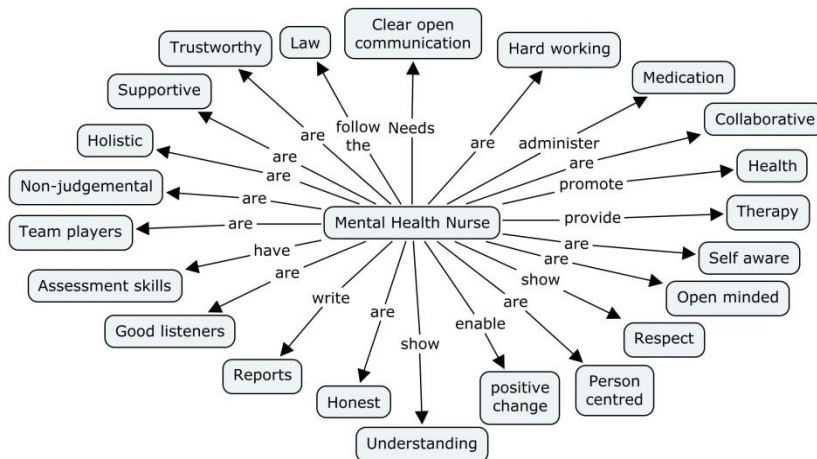 Clear open
communication
Law
Trustworthy
Hard working
Supportive
Medication
Holistic
Collaborative
Non-judgemental
Health
Team players
Therapy
Assessment skills
Self aware
Good listeners
Open minded
Reports
Respect
Honest
Person
centred
Understanding
positive
change
Mental Health Nurse
follow
the
Needs
are
are
are
are
are
administer
are
promote
are
provide
have
are
are
are
write
show
are
are
show
enable